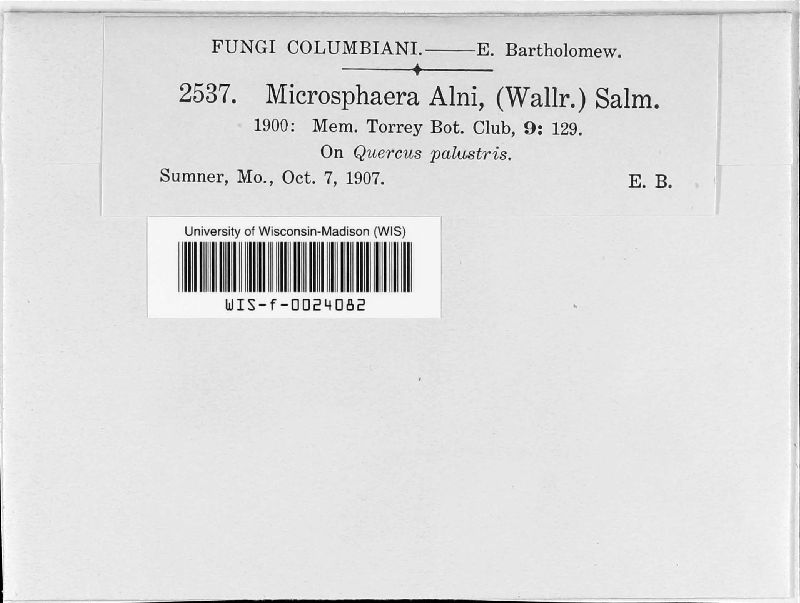 FUNGI COLUMBIANI.——E. Bartholomew.
2537. Microsphaera Alni, (Wallr.) Salm.
1900: Mem. Torrey Bot. Club, 9: 129.
On Quercus palustris.
Sumner, Mo., Oct. 7, 1907. E. B.
University of Wisconsin-Madison (WIS)
WIS-f-0024082